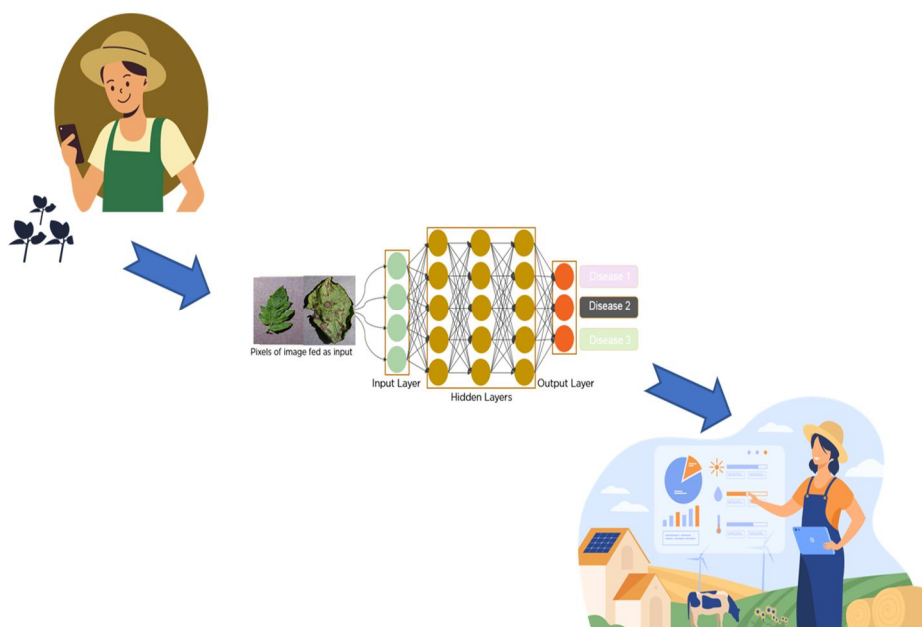 Disease 1
Disease 2
Disease 3
Pixels of image fed as input
Input Layer
Output Layer
Hidden Layers